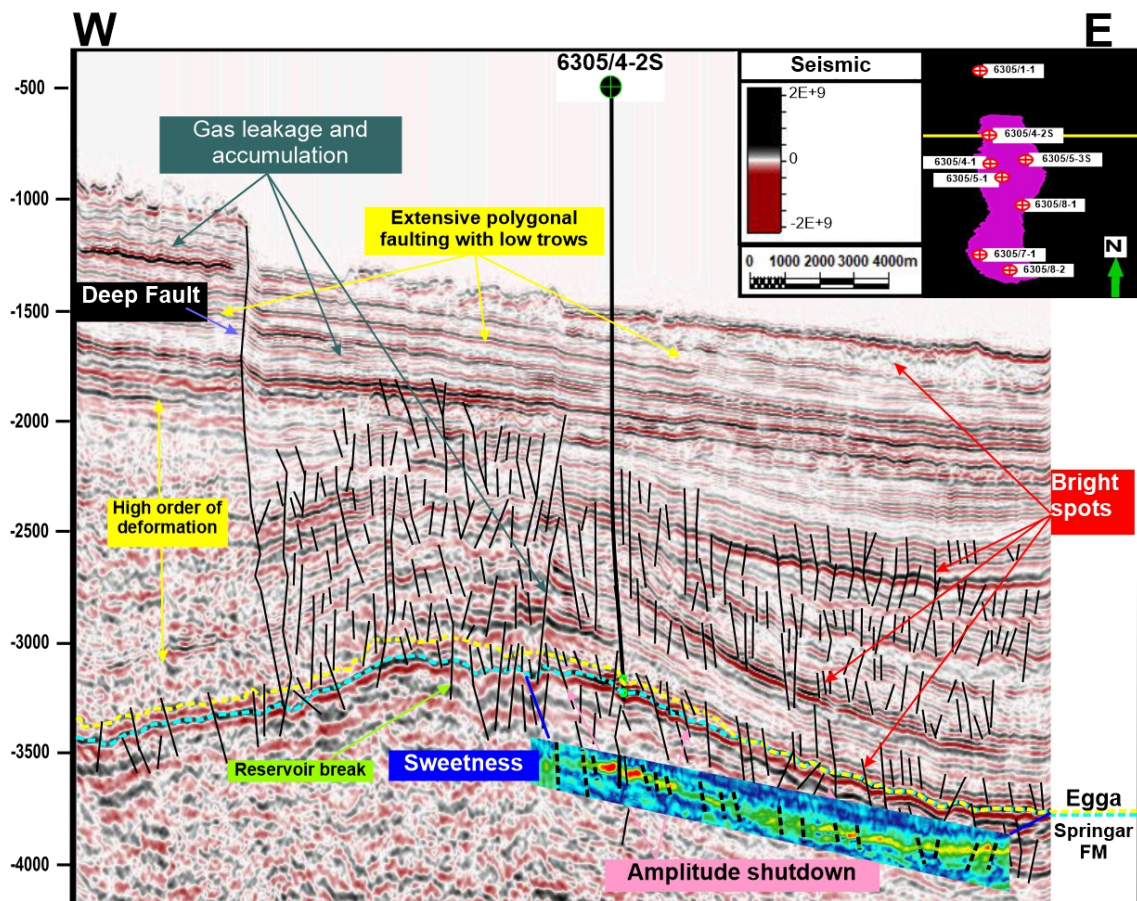 W
E
6305/4-2S
-500
-1000
-1500
-2000
-2500
-3000
-3500
-4000
Gas leakage and
accumulation
Extensive polygonal
faulting with low trows
Deep Fault
High order of
deformation
Bright
spots
Reservoir break
Sweetness
Amplitude shutdown
Egga
Springar
FM
Seismic
2E+9
0
-2E+9
0 1000 2000 3000 4000m
6305/1-1
6305/4-2S
6305/4-1
6305/5-3S
6305/5-1
6305/8-1
6305/7-1
6305/8-2
N